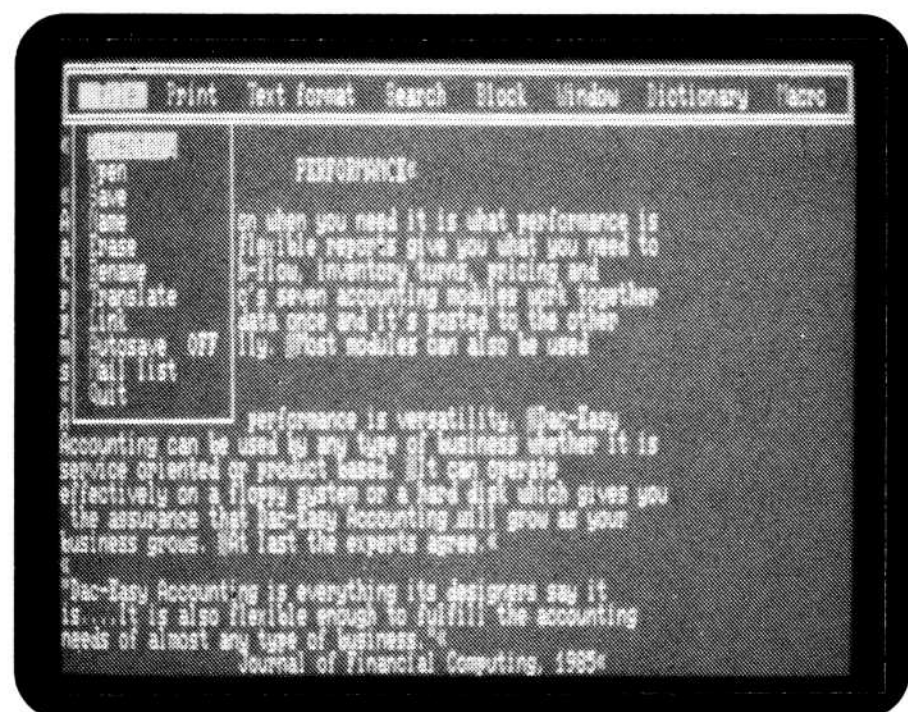 Print Text format Search Block Window Dictionary Macro
Open
Save
Name
Erase
Rename
Translate
Link
Autosave OFF
Mail list
Quit
PERFORMANCE«
on when you need it is what performance is
flexible reports give you what you need to
h-flow, inventory turns, pricing and
c's seven accounting modules work together
data once and it's posted to the other
lly. Most modules can also be used
performance is versatility. Dac-Easy
Accounting can be used by any type of business whether it is
service oriented or product based. It can operate
effectively on a floppy system or a hard disk which gives you
the assurance that Dac-Easy Accounting will grow as your
business grows. At last the experts agree.«
«
"Dac-Easy Accounting is everything its designers say it
is...It is also flexible enough to fulfill the accounting
needs of almost any type of business."«
Journal of Financial Computing, 1985«